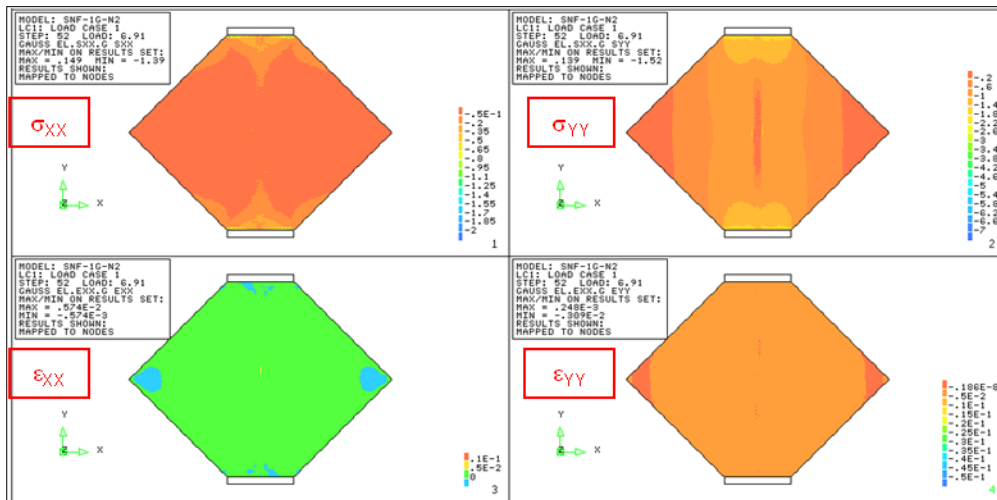 MODEL: SNF-1G-N2
LC1: LOAD CASE 1
STEP: 52 LOAD: 6.91
GAUSS EL.SXX.G SXX
MAX/MIN ON RESULTS SET:
MAX = .149 MIN = -1.39
RESULTS SHOWN:
MAPPED TO NODES
σXX
Y
Z X
-.5E-1
-.2
-.35
-.5
-.65
-.8
-.95
-1.1
-1.25
-1.4
-1.55
-1.7
-1.85
-2
1
MODEL: SNF-1G-N2
LC1: LOAD CASE 1
STEP: 52 LOAD: 6.91
GAUSS EL.SXX.G SYY
MAX/MIN ON RESULTS SET:
MAX = .139 MIN = -1.52
RESULTS SHOWN:
MAPPED TO NODES
σYY
Y
Z X
-.2
-.6
-1
-1.4
-1.8
-2.2
-2.6
-3
-3.4
-3.8
-4.2
-4.6
-5
-5.4
-5.8
-6.2
-6.6
-7
2
MODEL: SNF-1G-N2
LC1: LOAD CASE 1
STEP: 52 LOAD: 6.91
GAUSS EL.EXX.G EXX
MAX/MIN ON RESULTS SET:
MAX = .574E-2
MIN = -.574E-3
RESULTS SHOWN:
MAPPED TO NODES
εXX
Y
Z X
.1E-1
.5E-2
0
3
MODEL: SNF-1G-N2
LC1: LOAD CASE 1
STEP: 52 LOAD: 6.91
GAUSS EL.EXX.G EYY
MAX/MIN ON RESULTS SET:
MAX = .248E-3
MIN = -.309E-2
RESULTS SHOWN:
MAPPED TO NODES
εYY
Y
Z X
-.186E-8
-.5E-2
-.1E-1
-.15E-1
-.2E-1
-.25E-1
-.3E-1
-.35E-1
-.4E-1
-.45E-1
-.5E-1
4